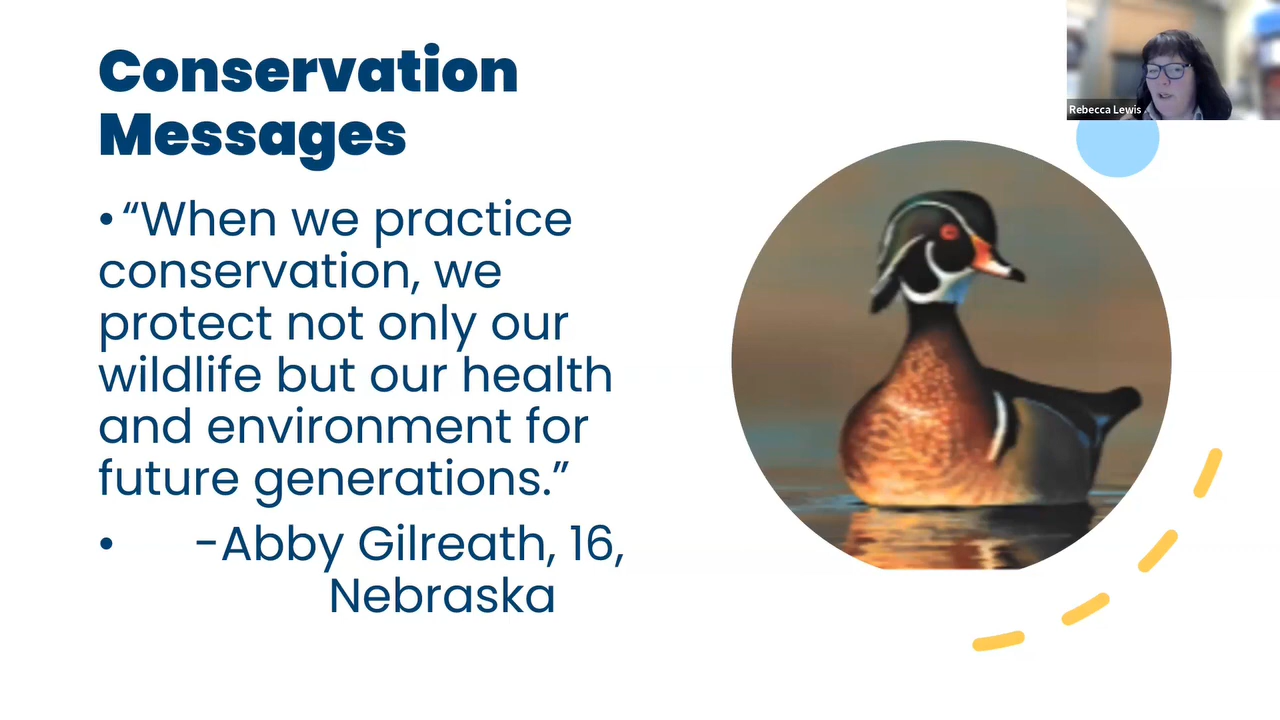 Conservation
Messages
• “When we practice
conservation, we
protect not only our
wildlife but our health
and environment for
future generations.”
• -Abby Gilreath, 16,
Nebraska
Rebecca Lewis